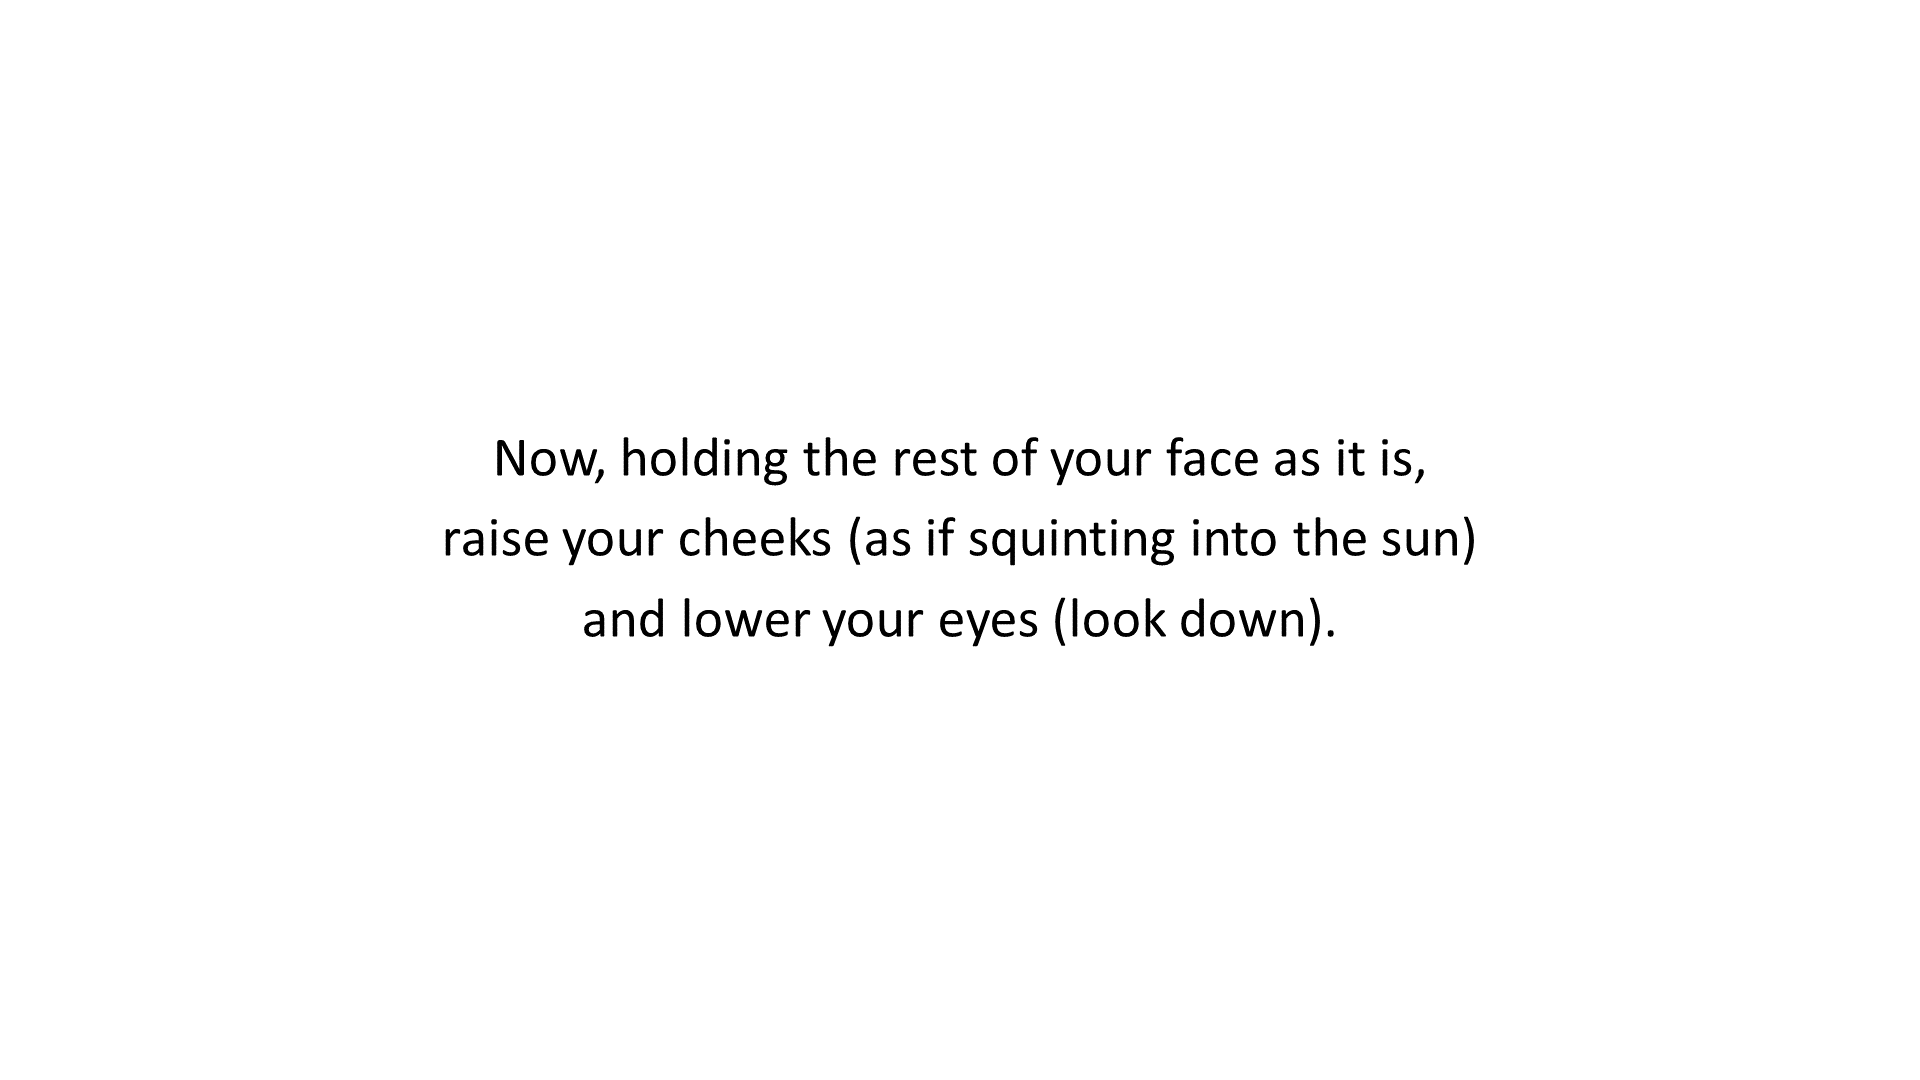 Now, holding the rest of your face as it is,
raise your cheeks (as if squinting into the sun)
and lower your eyes (look down).